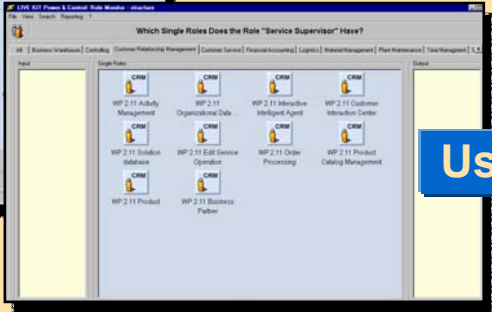 LIVE KIT Power & Control: Role Monitor - structure
File View Search Reporting ?
Which Single Roles Does the Role "Service Supervisor" Have?
All Business Warehouse Controlling Customer Relationship Management Customer Service Financial Accounting Logistics Material Management Plant Maintenance Time Management
Input Single Roles Output
CRM CRM CRM CRM
WP 2.11 Activity Management
WP 2.11 Organizational Data ...
WP 2.11 Interactive Intelligent Agent
WP 2.11 Customer Interaction Center
CRM CRM CRM CRM
WP 2.11 Solution database
WP 2.11 Edit Service Operation
WP 2.11 Order Processing
WP 2.11 Product Catalog Management
CRM CRM
WP 2.11 Product
WP 2.11 Business Partner
Us